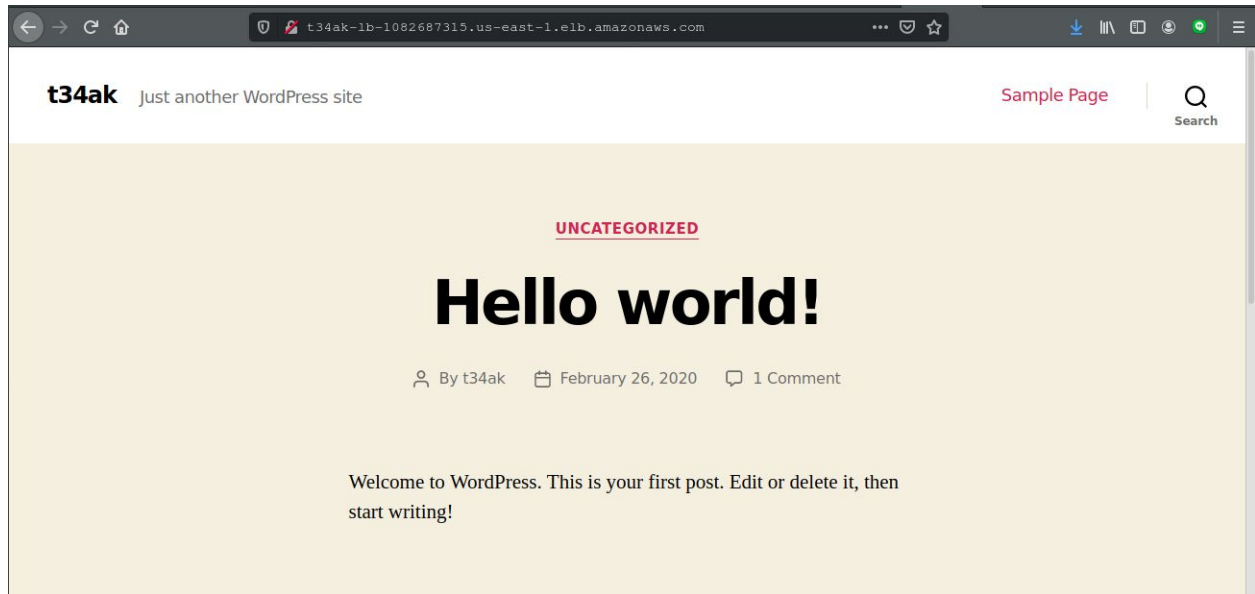 t34ak-lb-1082687315.us-east-1.elb.amazonaws.com
t34ak Just another WordPress site
Sample Page
Search
UNCATEGORIZED
Hello world!
By t34ak February 26, 2020 1 Comment
Welcome to WordPress. This is your first post. Edit or delete it, then
start writing!